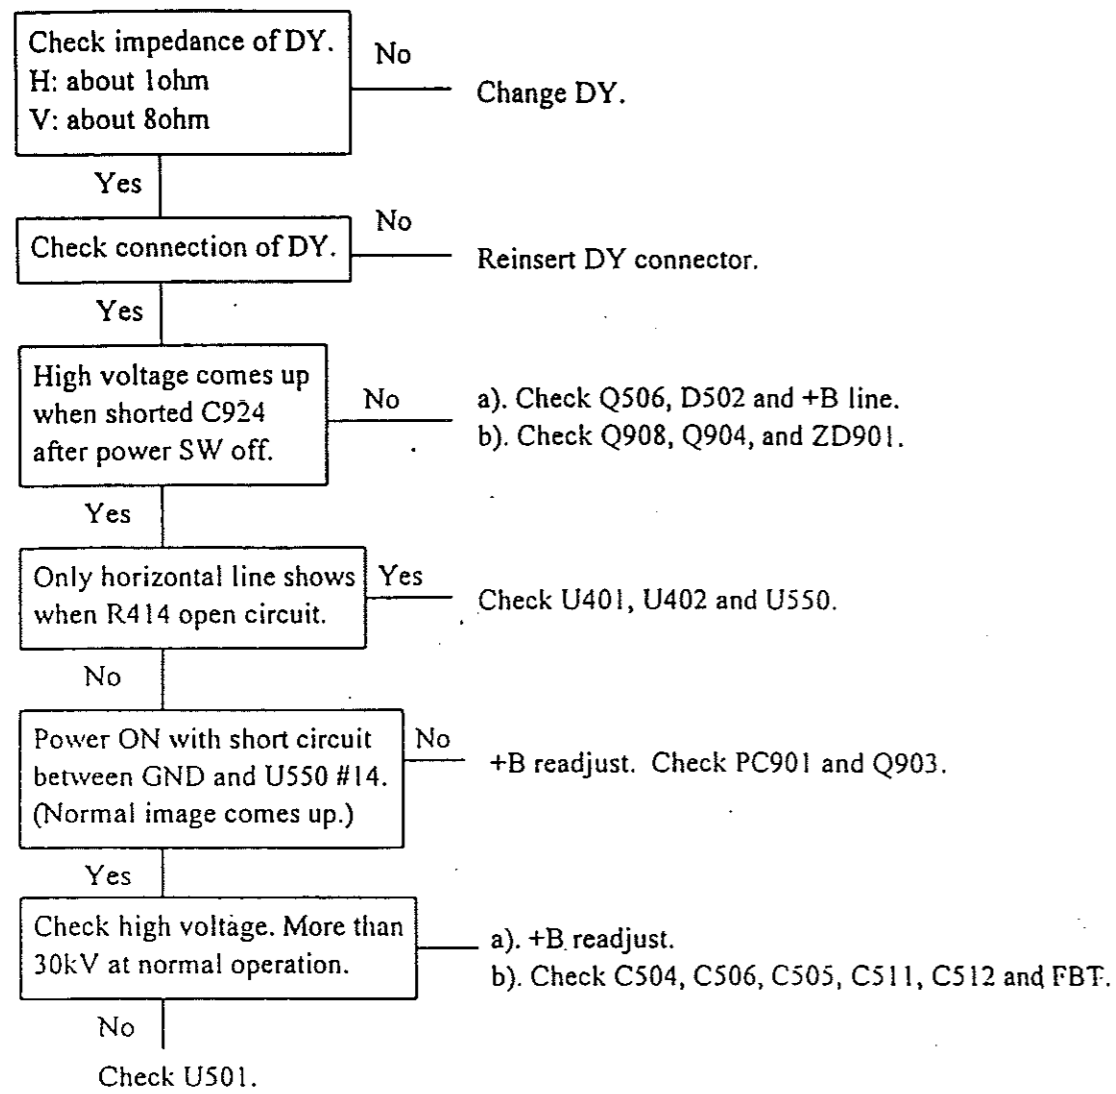 Check impedance of DY.
H: about 1ohm
V: about 8ohm
No
Change DY.
Yes
Check connection of DY.
No
Reinsert DY connector.
Yes
High voltage comes up
when shorted C924
after power SW off.
No
a). Check Q506, D502 and +B line.
b). Check Q908, Q904, and ZD901.
Yes
Only horizontal line shows
when R414 open circuit.
Yes
Check U401, U402 and U550.
No
Power ON with short circuit
between GND and U550 #14.
(Normal image comes up.)
No
+B readjust. Check PC901 and Q903.
Yes
Check high voltage. More than
30kV at normal operation.
a). +B readjust.
b). Check C504, C506, C505, C511, C512 and FBT.
No
Check U501.